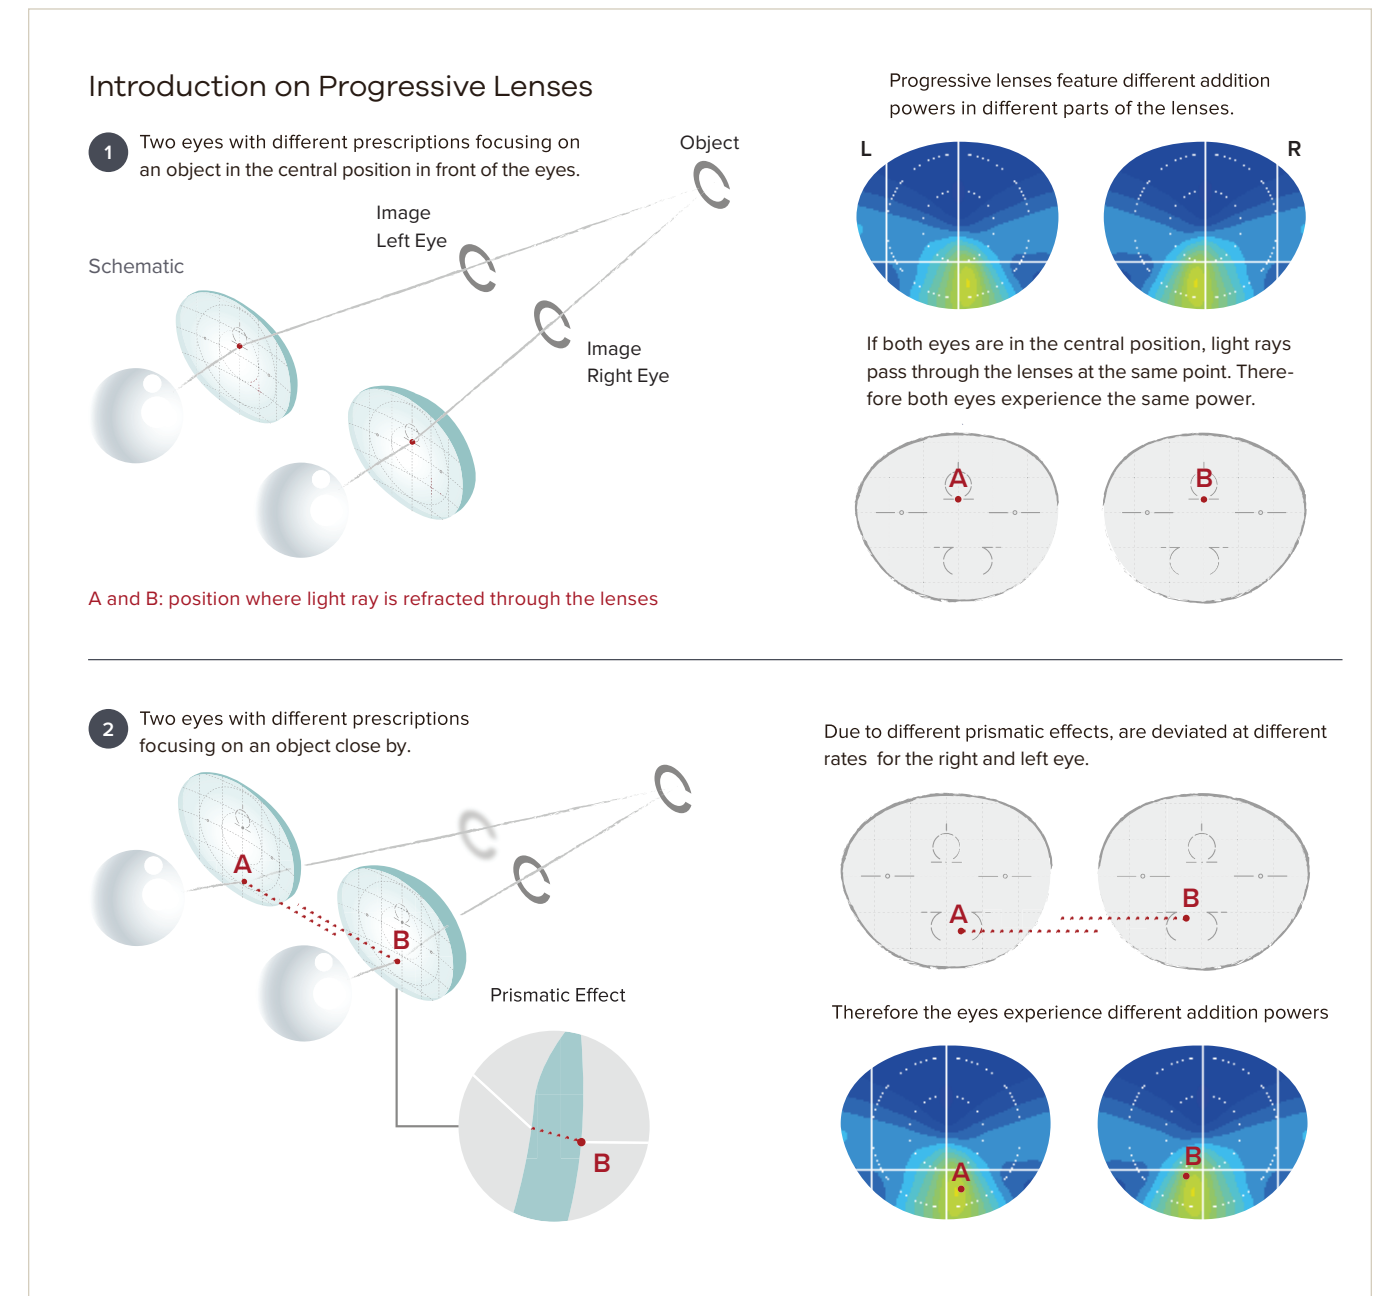 Introduction on Progressive Lenses
1
Two eyes with different prescriptions focusing on
an object in the central position in front of the eyes.
Object
Image
Left Eye
Schematic
Image
Right Eye
A and B: position where light ray is refracted through the lenses
Progressive lenses feature different addition
powers in different parts of the lenses.
L
R
If both eyes are in the central position, light rays
pass through the lenses at the same point. There-
fore both eyes experience the same power.
A
B
2
Two eyes with different prescriptions
focusing on an object close by.
A
B
Prismatic Effect
B
Due to different prismatic effects, are deviated at different
rates  for the right and left eye.
A
B
Therefore the eyes experience different addition powers
A
B